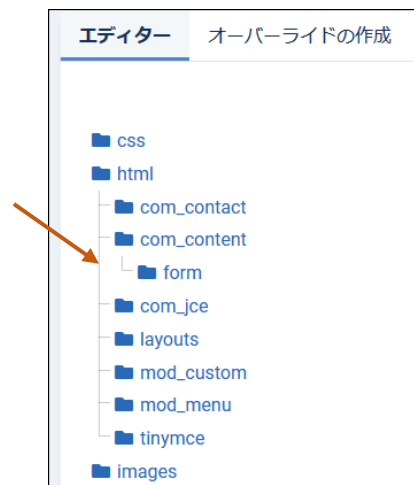 エディター オーバーライドの作成
css
html
com_contact
com_content
form
com_jce
layouts
mod_custom
mod_menu
tinymce
images